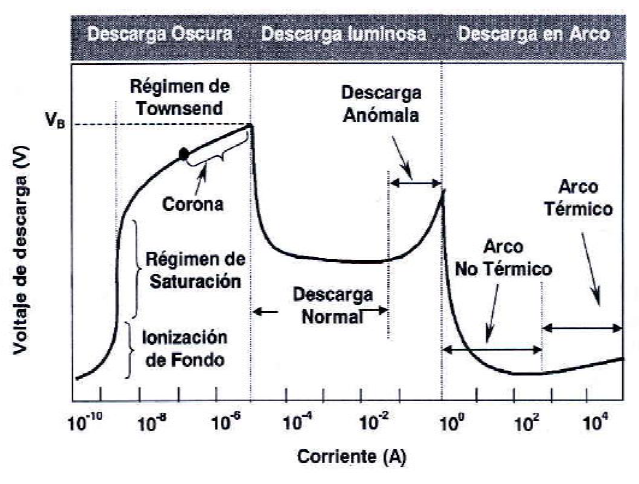 Descarga Oscura
Descarga luminosa
Descarga en Arco
Régimen de
Townsend
V_B
Descarga
Anómala
Corona
Arco
Térmico
Arco
No Térmico
Régimen de
Saturación
Descarga
Normal
Ionización
de Fondo
Voltaje de descarga (V)
10^-10
10^-8
10^-6
10^-4
10^-2
10^0
10^2
10^4
Corriente (A)